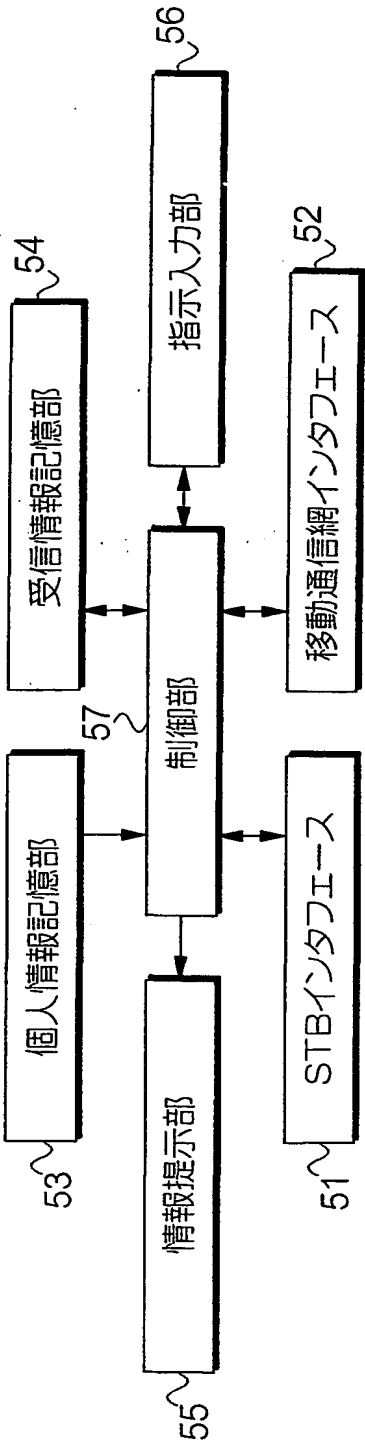 53
個人情報記憶部
54
受信情報記憶部
55
情報提示部
57
制御部
56
指示入力部
51
STBインタフェース
52
移動通信網インタフェース